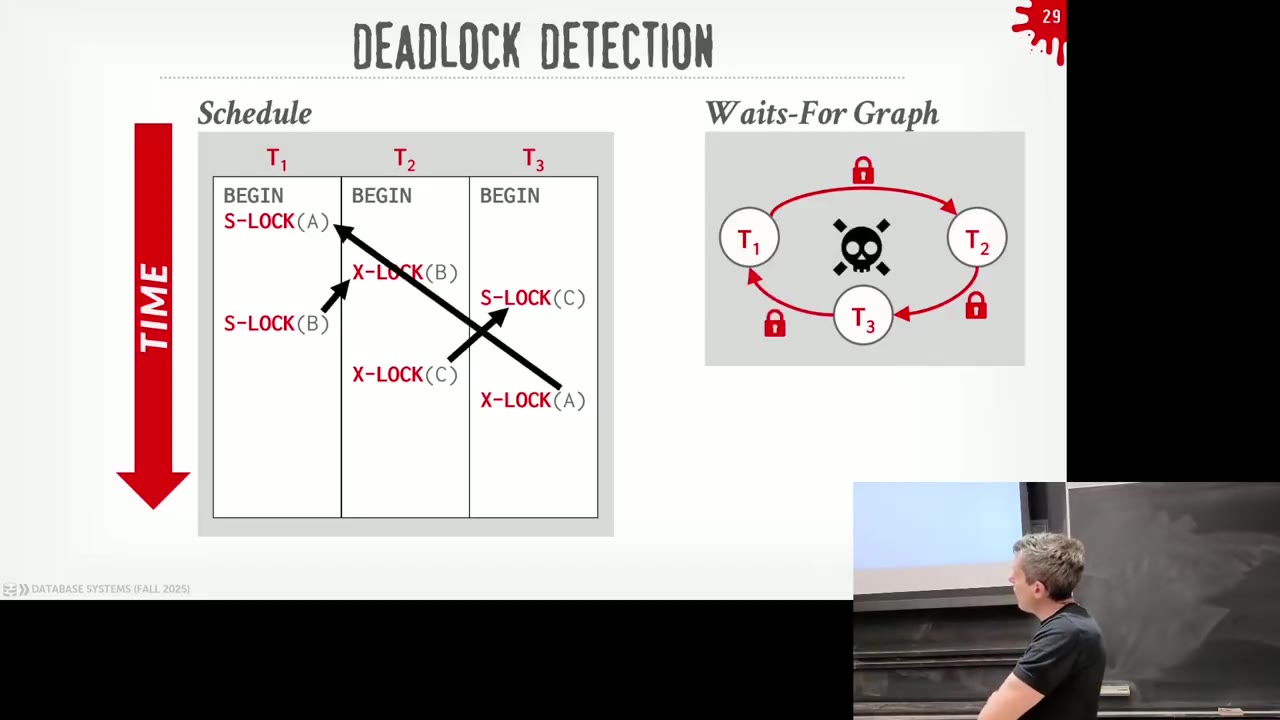 29
DEADLOCK DETECTION
Schedule
Waits-For Graph
TIME
T1 T2 T3
BEGIN BEGIN BEGIN
S-LOCK(A)
X-LOCK(B)
S-LOCK(C)
S-LOCK(B)
X-LOCK(C)
X-LOCK(A)
T1
T2
T3
DATABASE SYSTEMS (FALL 2025)